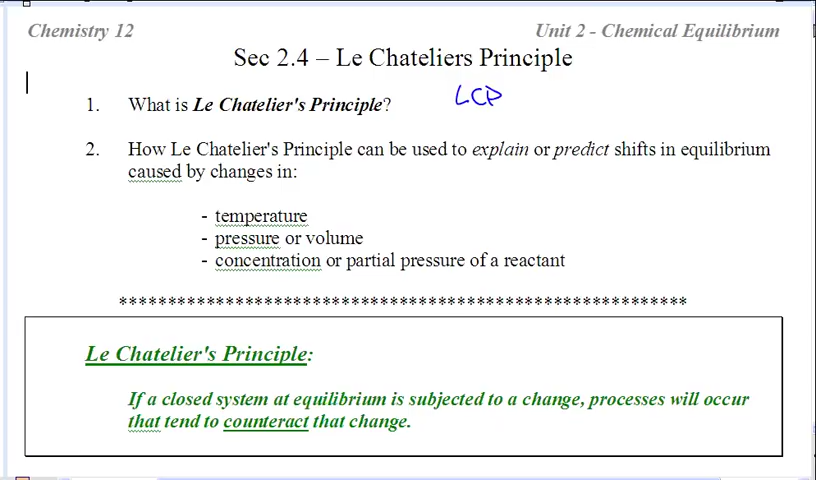 Chemistry 12 Unit 2 - Chemical Equilibrium
Sec 2.4 – Le Chateliers Principle
1. What is Le Chatelier's Principle? LCP
2. How Le Chatelier's Principle can be used to explain or predict shifts in equilibrium
caused by changes in:
- temperature
- pressure or volume
- concentration or partial pressure of a reactant
************************************************************
Le Chatelier's Principle:
If a closed system at equilibrium is subjected to a change, processes will occur
that tend to counteract that change.